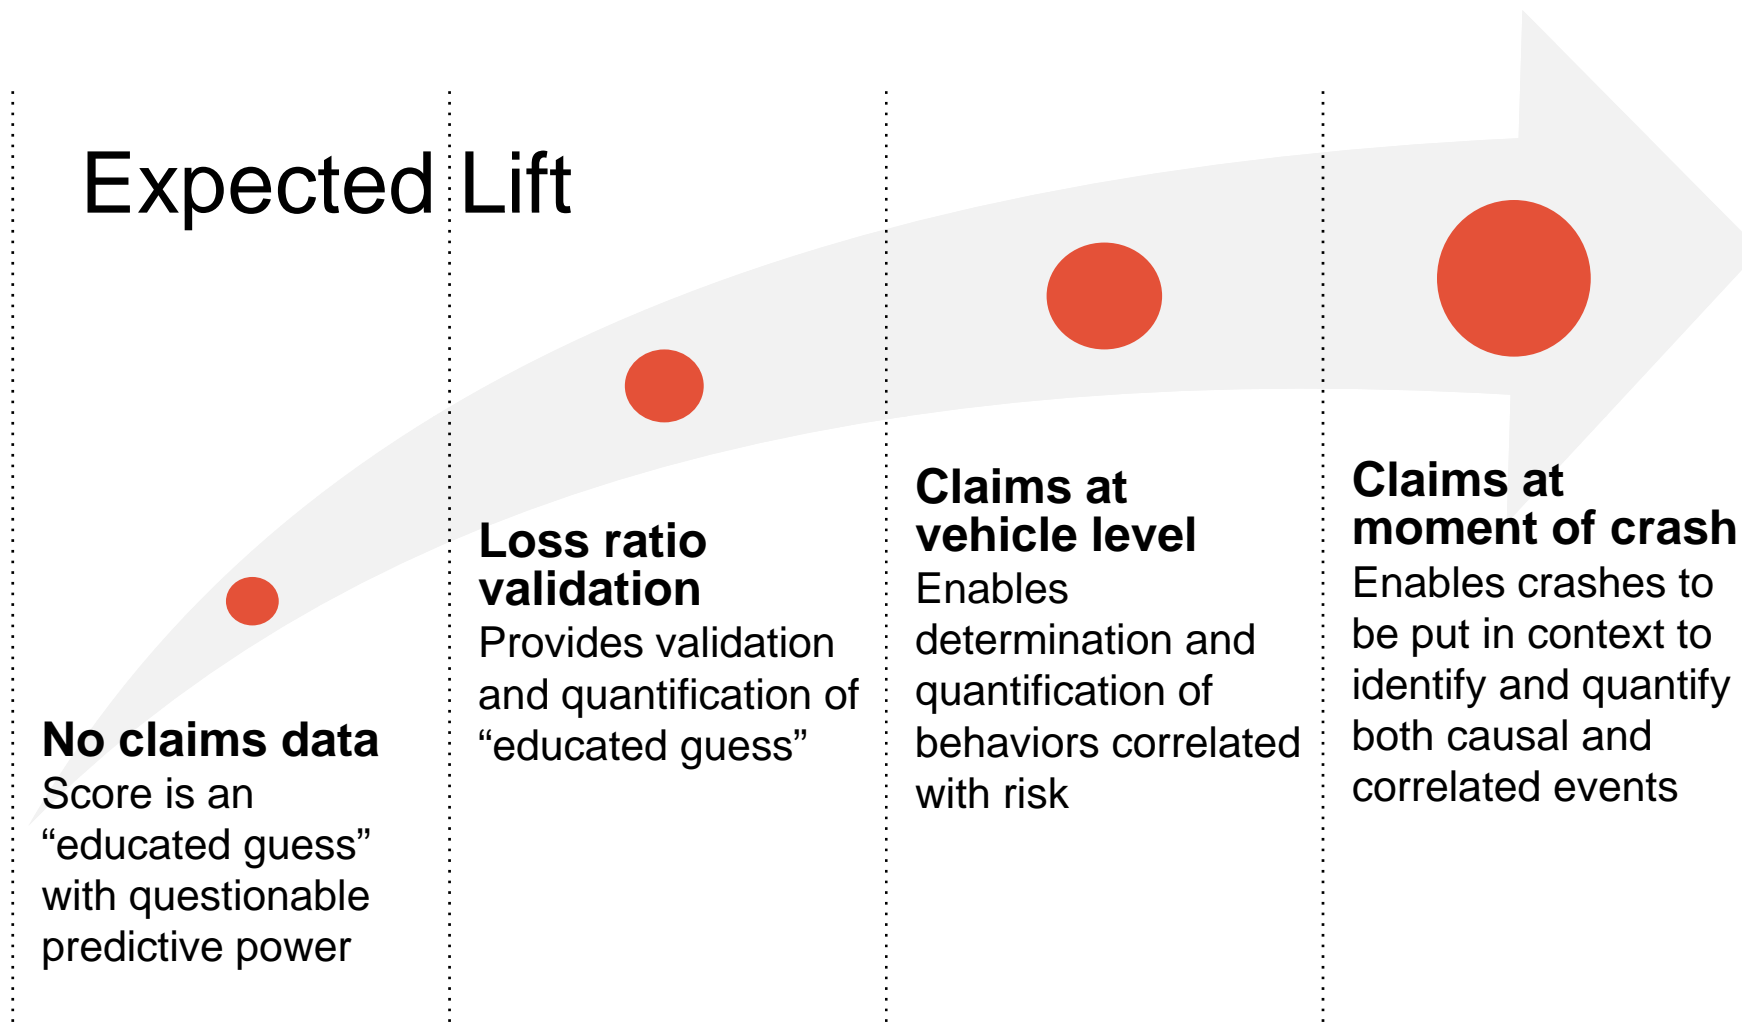 Expected Lift
No claims data
Score is an
“educated guess”
with questionable
predictive power
Loss ratio
validation
Provides validation
and quantification of
“educated guess”
Claims at
vehicle level
Enables
determination and
quantification of
behaviors correlated
with risk
Claims at
moment of crash
Enables crashes to
be put in context to
identify and quantify
both causal and
correlated events